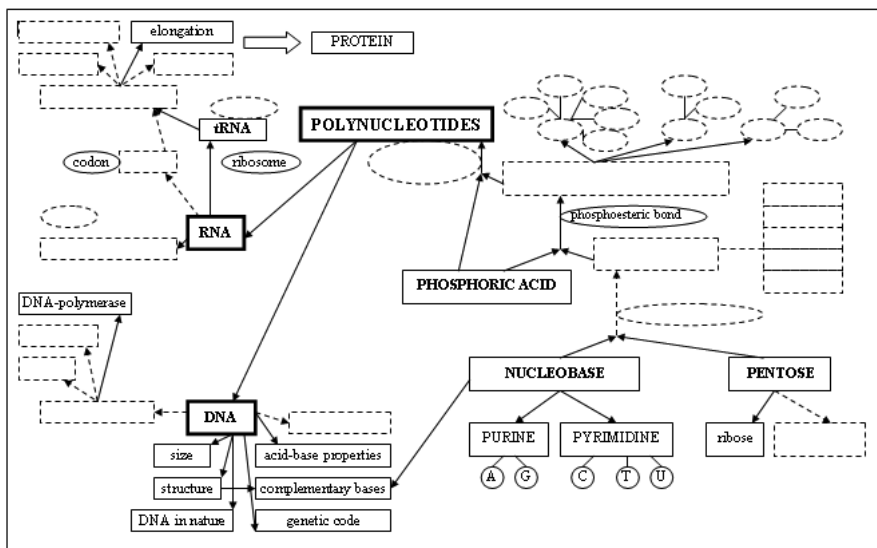 elongation
PROTEIN
tRNA
POLYNUCLEOTIDES
codon
ribosome
phosphoesteric bond
RNA
PHOSPHORIC ACID
DNA-polymerase
NUCLEOBASE
PENTOSE
DNA
PURINE
PYRIMIDINE
ribose
size
acid-base properties
A
G
C
T
U
structure
complementary bases
DNA in nature
genetic code